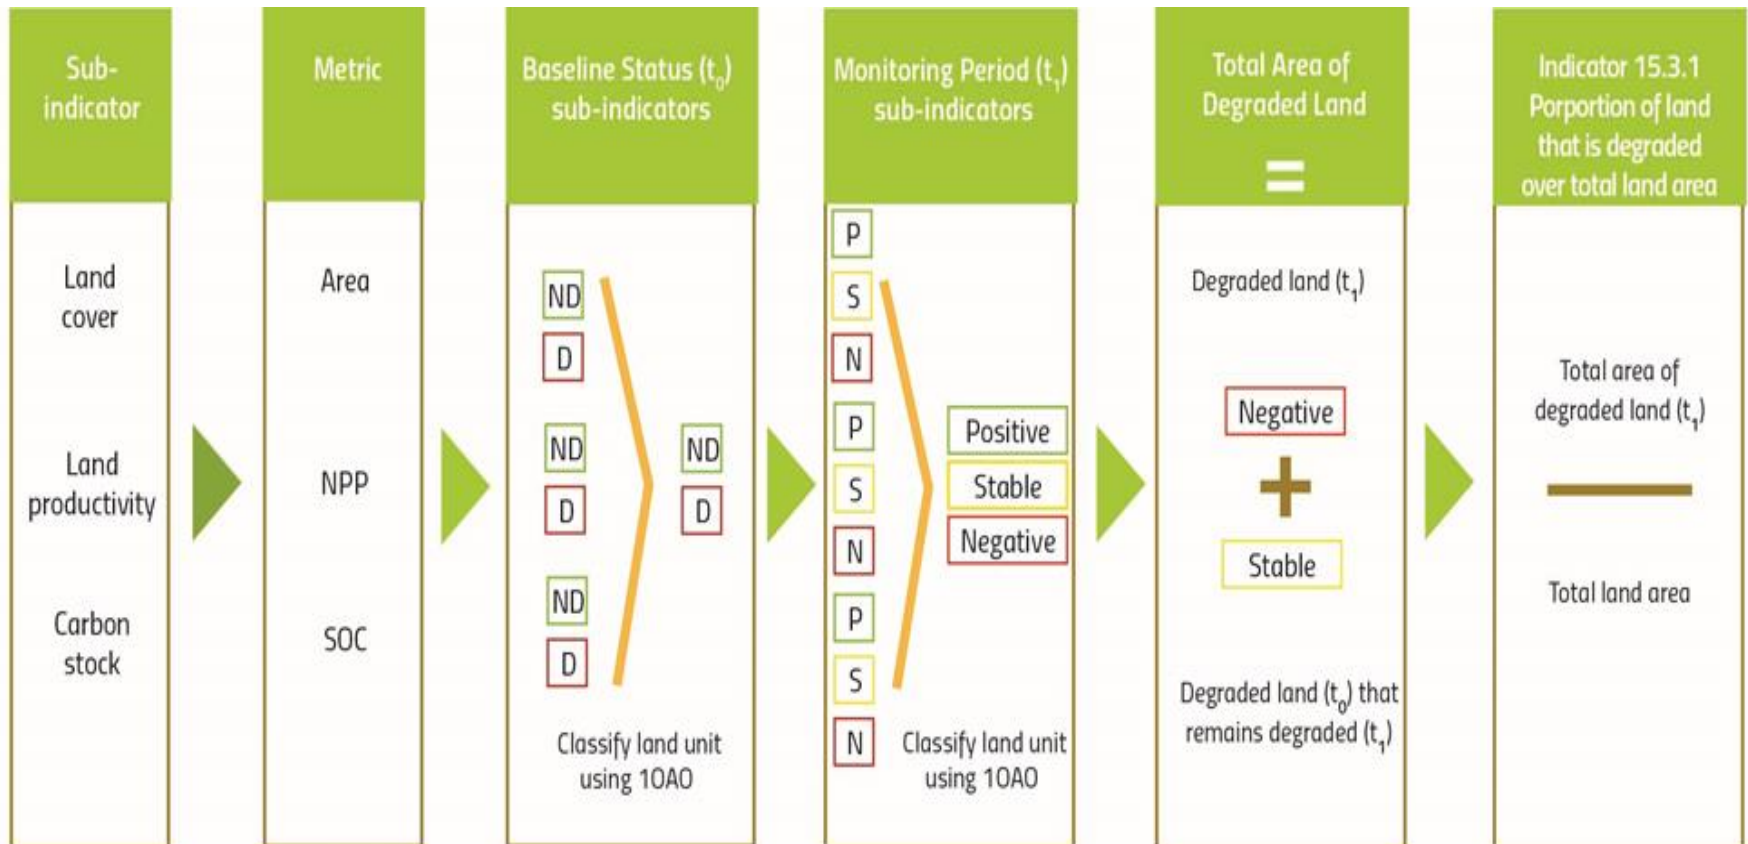 Sub-
indicator
Metric
Baseline Status (t₀)
sub-indicators
Monitoring Period (t₁)
sub-indicators
Total Area of
Degraded Land
=
Indicator 15.3.1
Porportion of land
that is degraded
over total land area
Land
cover
Land
productivity
Carbon
stock
Area
NPP
SOC
ND
D
ND
D
ND
D
ND
D
Classify land unit
using 1OAO
P
S
N
P
S
N
P
S
N
Positive
Stable
Negative
Classify land unit
using 1OAO
Degraded land (t₁)
Negative
+
Stable
Degraded land (t₀) that
remains degraded (t₁)
Total area of
degraded land (t₁)
Total land area